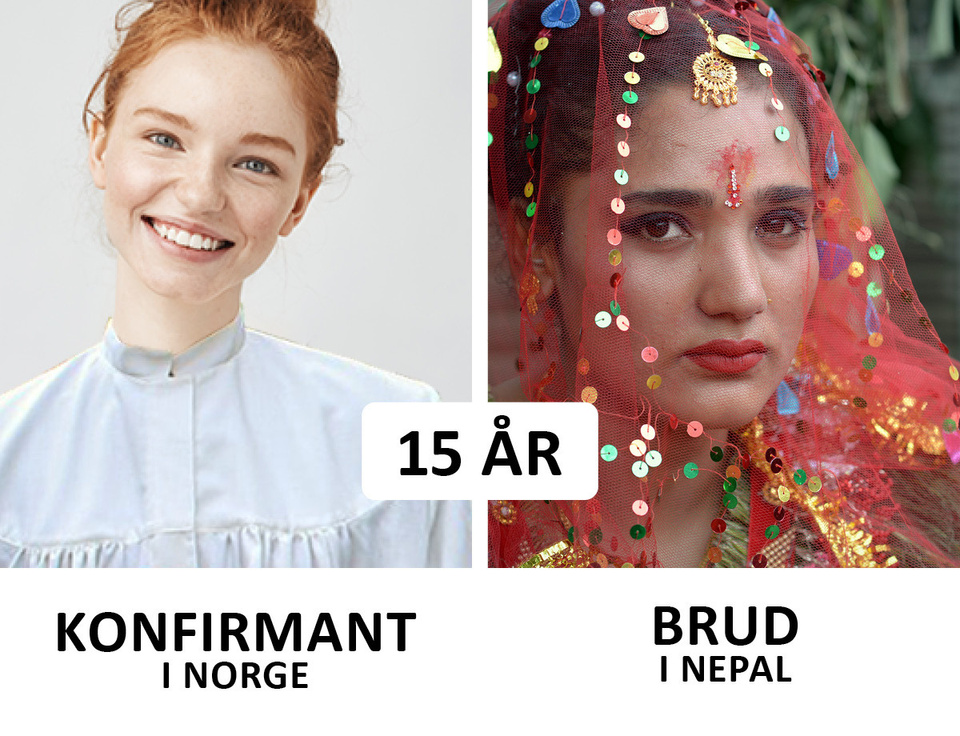 15 ÅR
KONFIRMANT
I NORGE
BRUD
I NEPAL